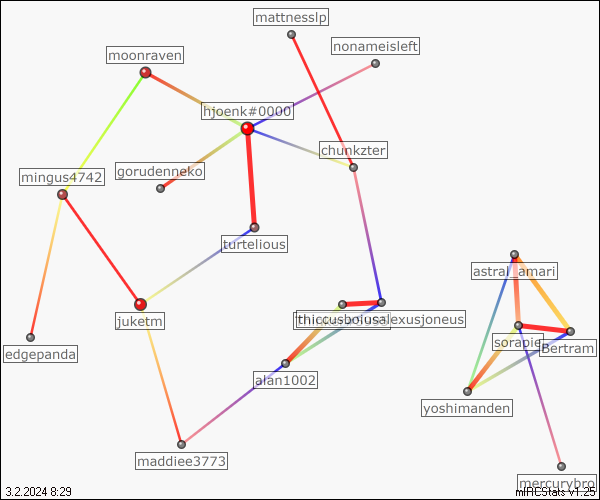 mattnesslp
nonameisleft
moonraven
hjoenk#0000
chunkzter
gorudenneko
mingus4742
turtelious
astral_amari
thiccusbolusalexusjoneus
juketm
sorapie
Bertram
edgepanda
alan1002
yoshimanden
maddiee3773
mercurybro
3.2.2024 8:29
mIRCStats v1.25